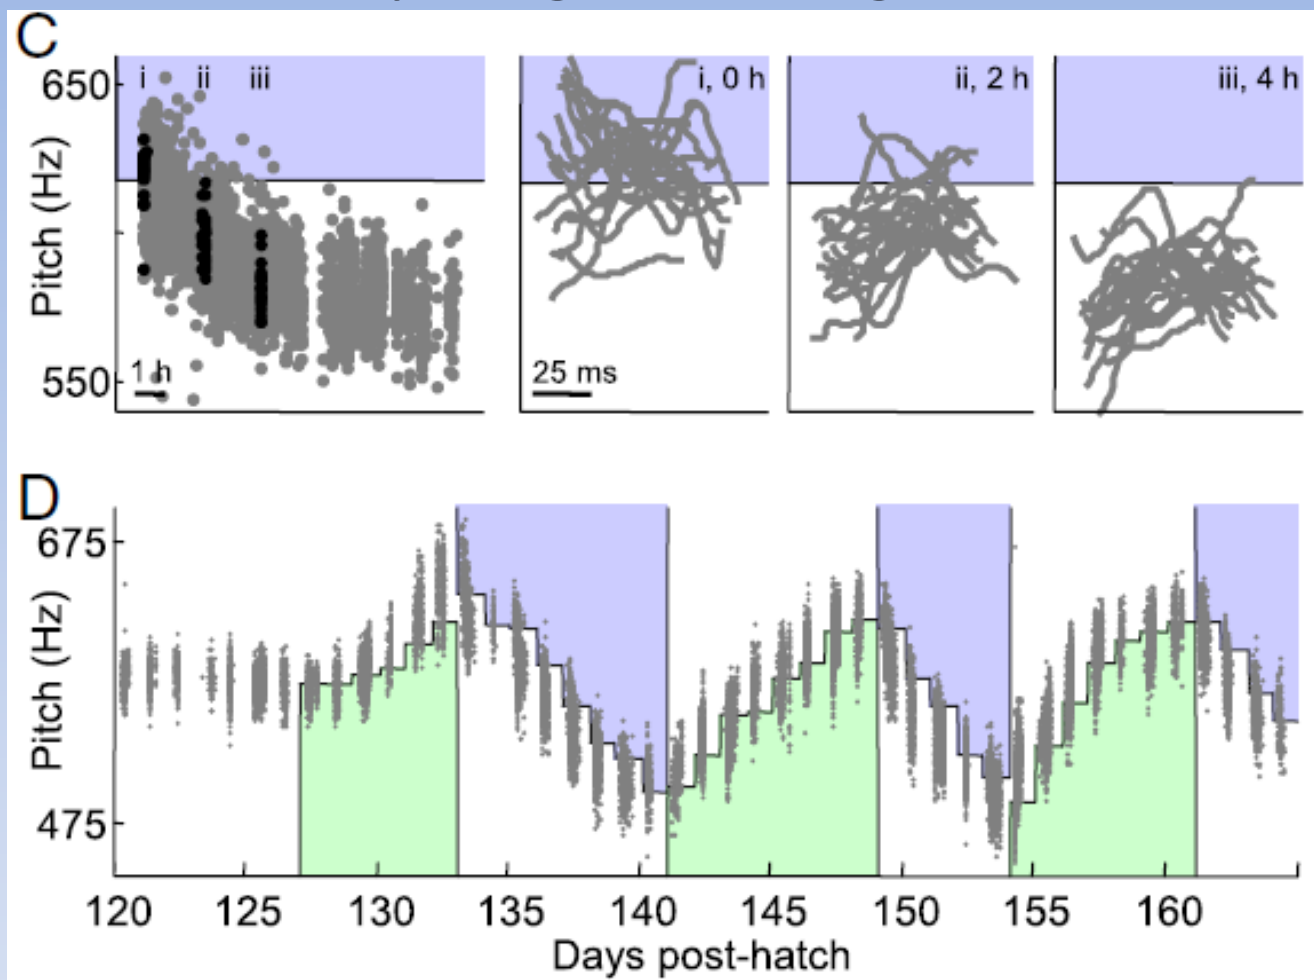 C
650
Pitch (Hz)
550
i ii iii
1 h
i, 0 h
25 ms
ii, 2 h
iii, 4 h
D
675
Pitch (Hz)
475
120 125 130 135 140 145 150 155 160
Days post-hatch